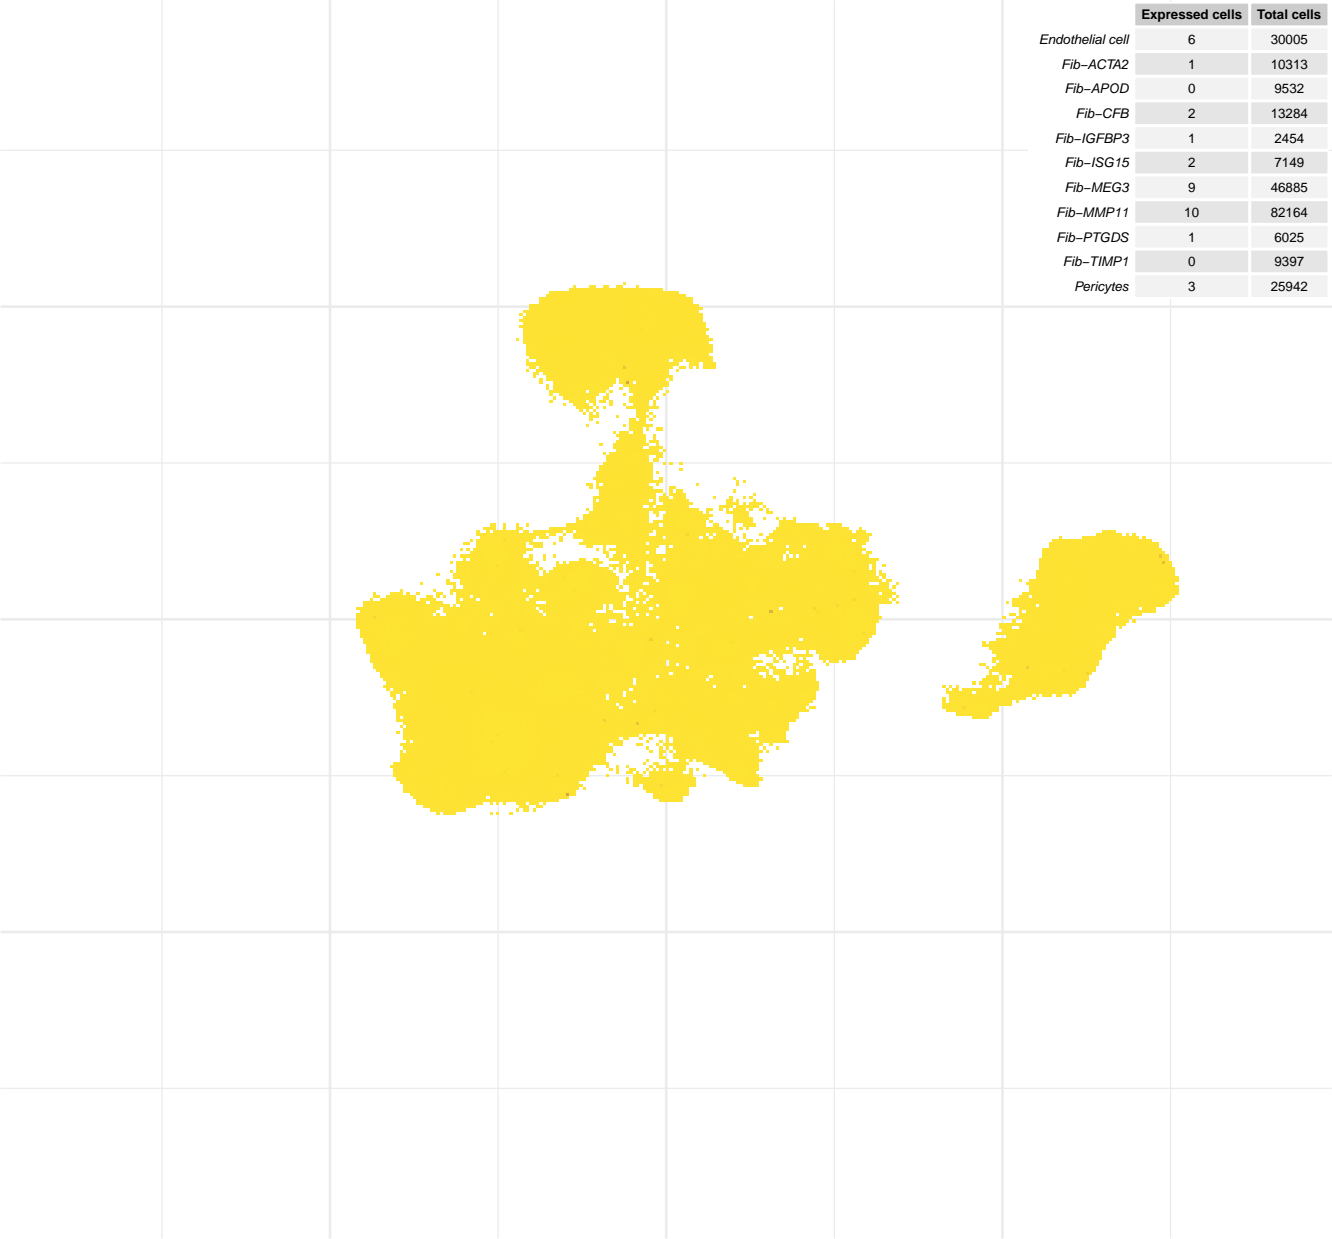 Expressed cells Total cells
Endothelial cell 6 30005
Fib−ACTA2 1 10313
Fib−APOD 0 9532
Fib−CFB 2 13284
Fib−IGFBP3 1 2454
Fib−ISG15 2 7149
Fib−MEG3 9 46885
Fib−MMP11 10 82164
Fib−PTGDS 1 6025
Fib−TIMP1 0 9397
Pericytes 3 25942